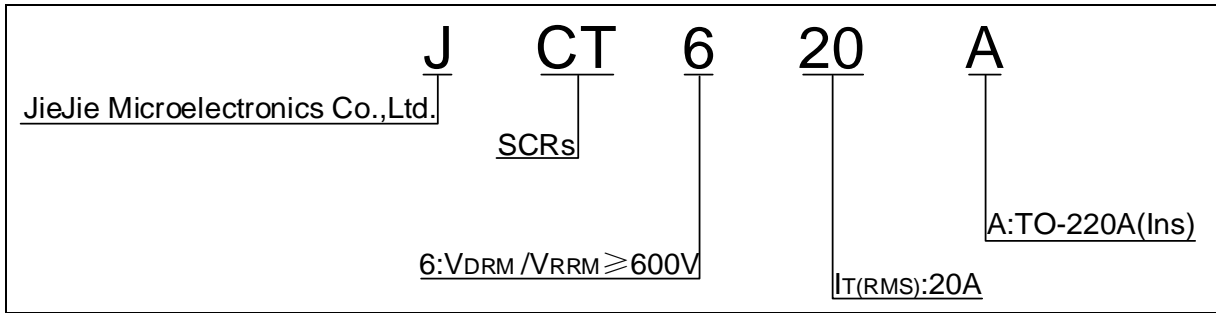 J CT 6 20 A
JieJie Microelectronics Co.,Ltd.
SCRs
A:TO-220A(Ins)
6:VDRM/VRRM≥600V
IT(RMS):20A